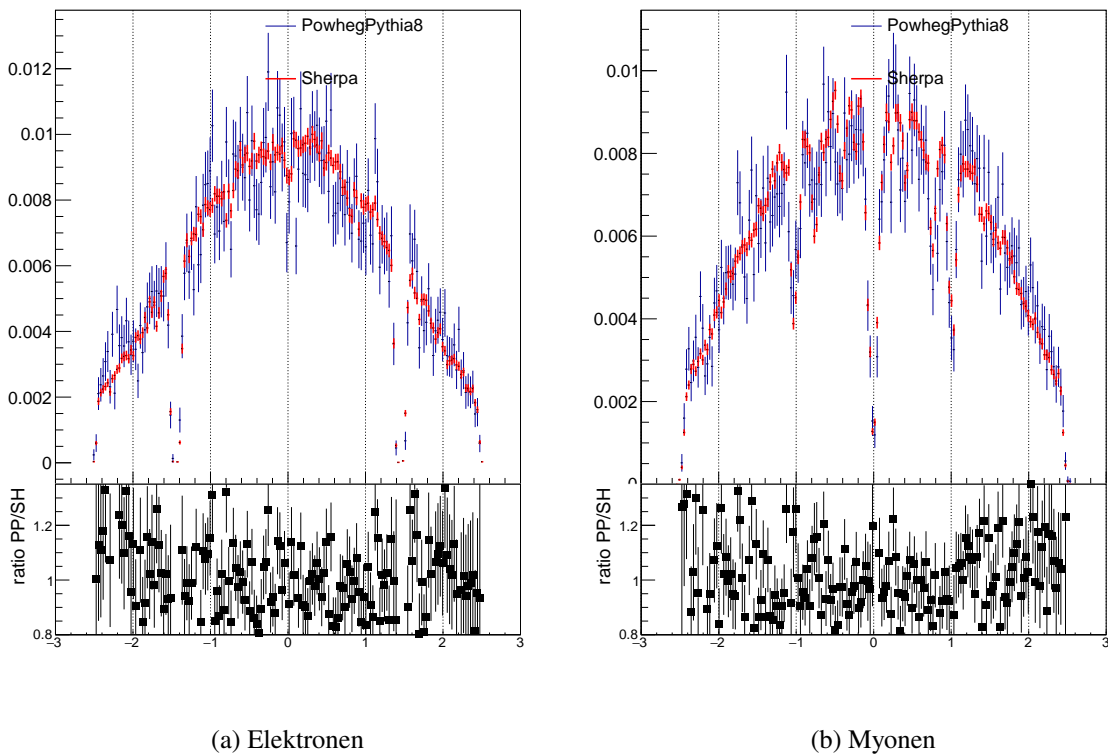 PowhegPythia8
Sherpa
0.012
0.01
0.008
0.006
0.004
0.002
0
ratio PP/SH
1.2
1
0.8
−3 −2 −1 0 1 2 3
(a) Elektronen
PowhegPythia8
Sherpa
0.01
0.008
0.006
0.004
0.002
0
ratio PP/SH
1.2
1
0.8
−3 −2 −1 0 1 2 3
(b) Myonen